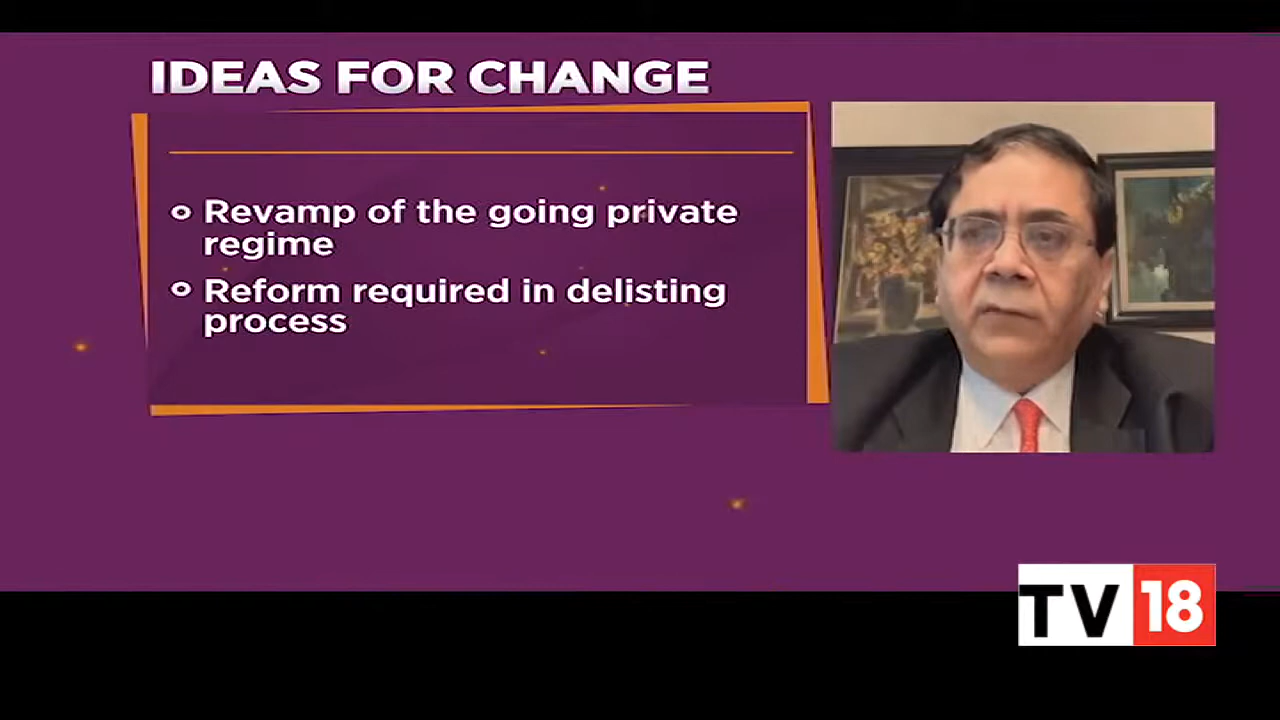 IDEAS FOR CHANGE
Revamp of the going private
regime
Reform required in delisting
process
TV18